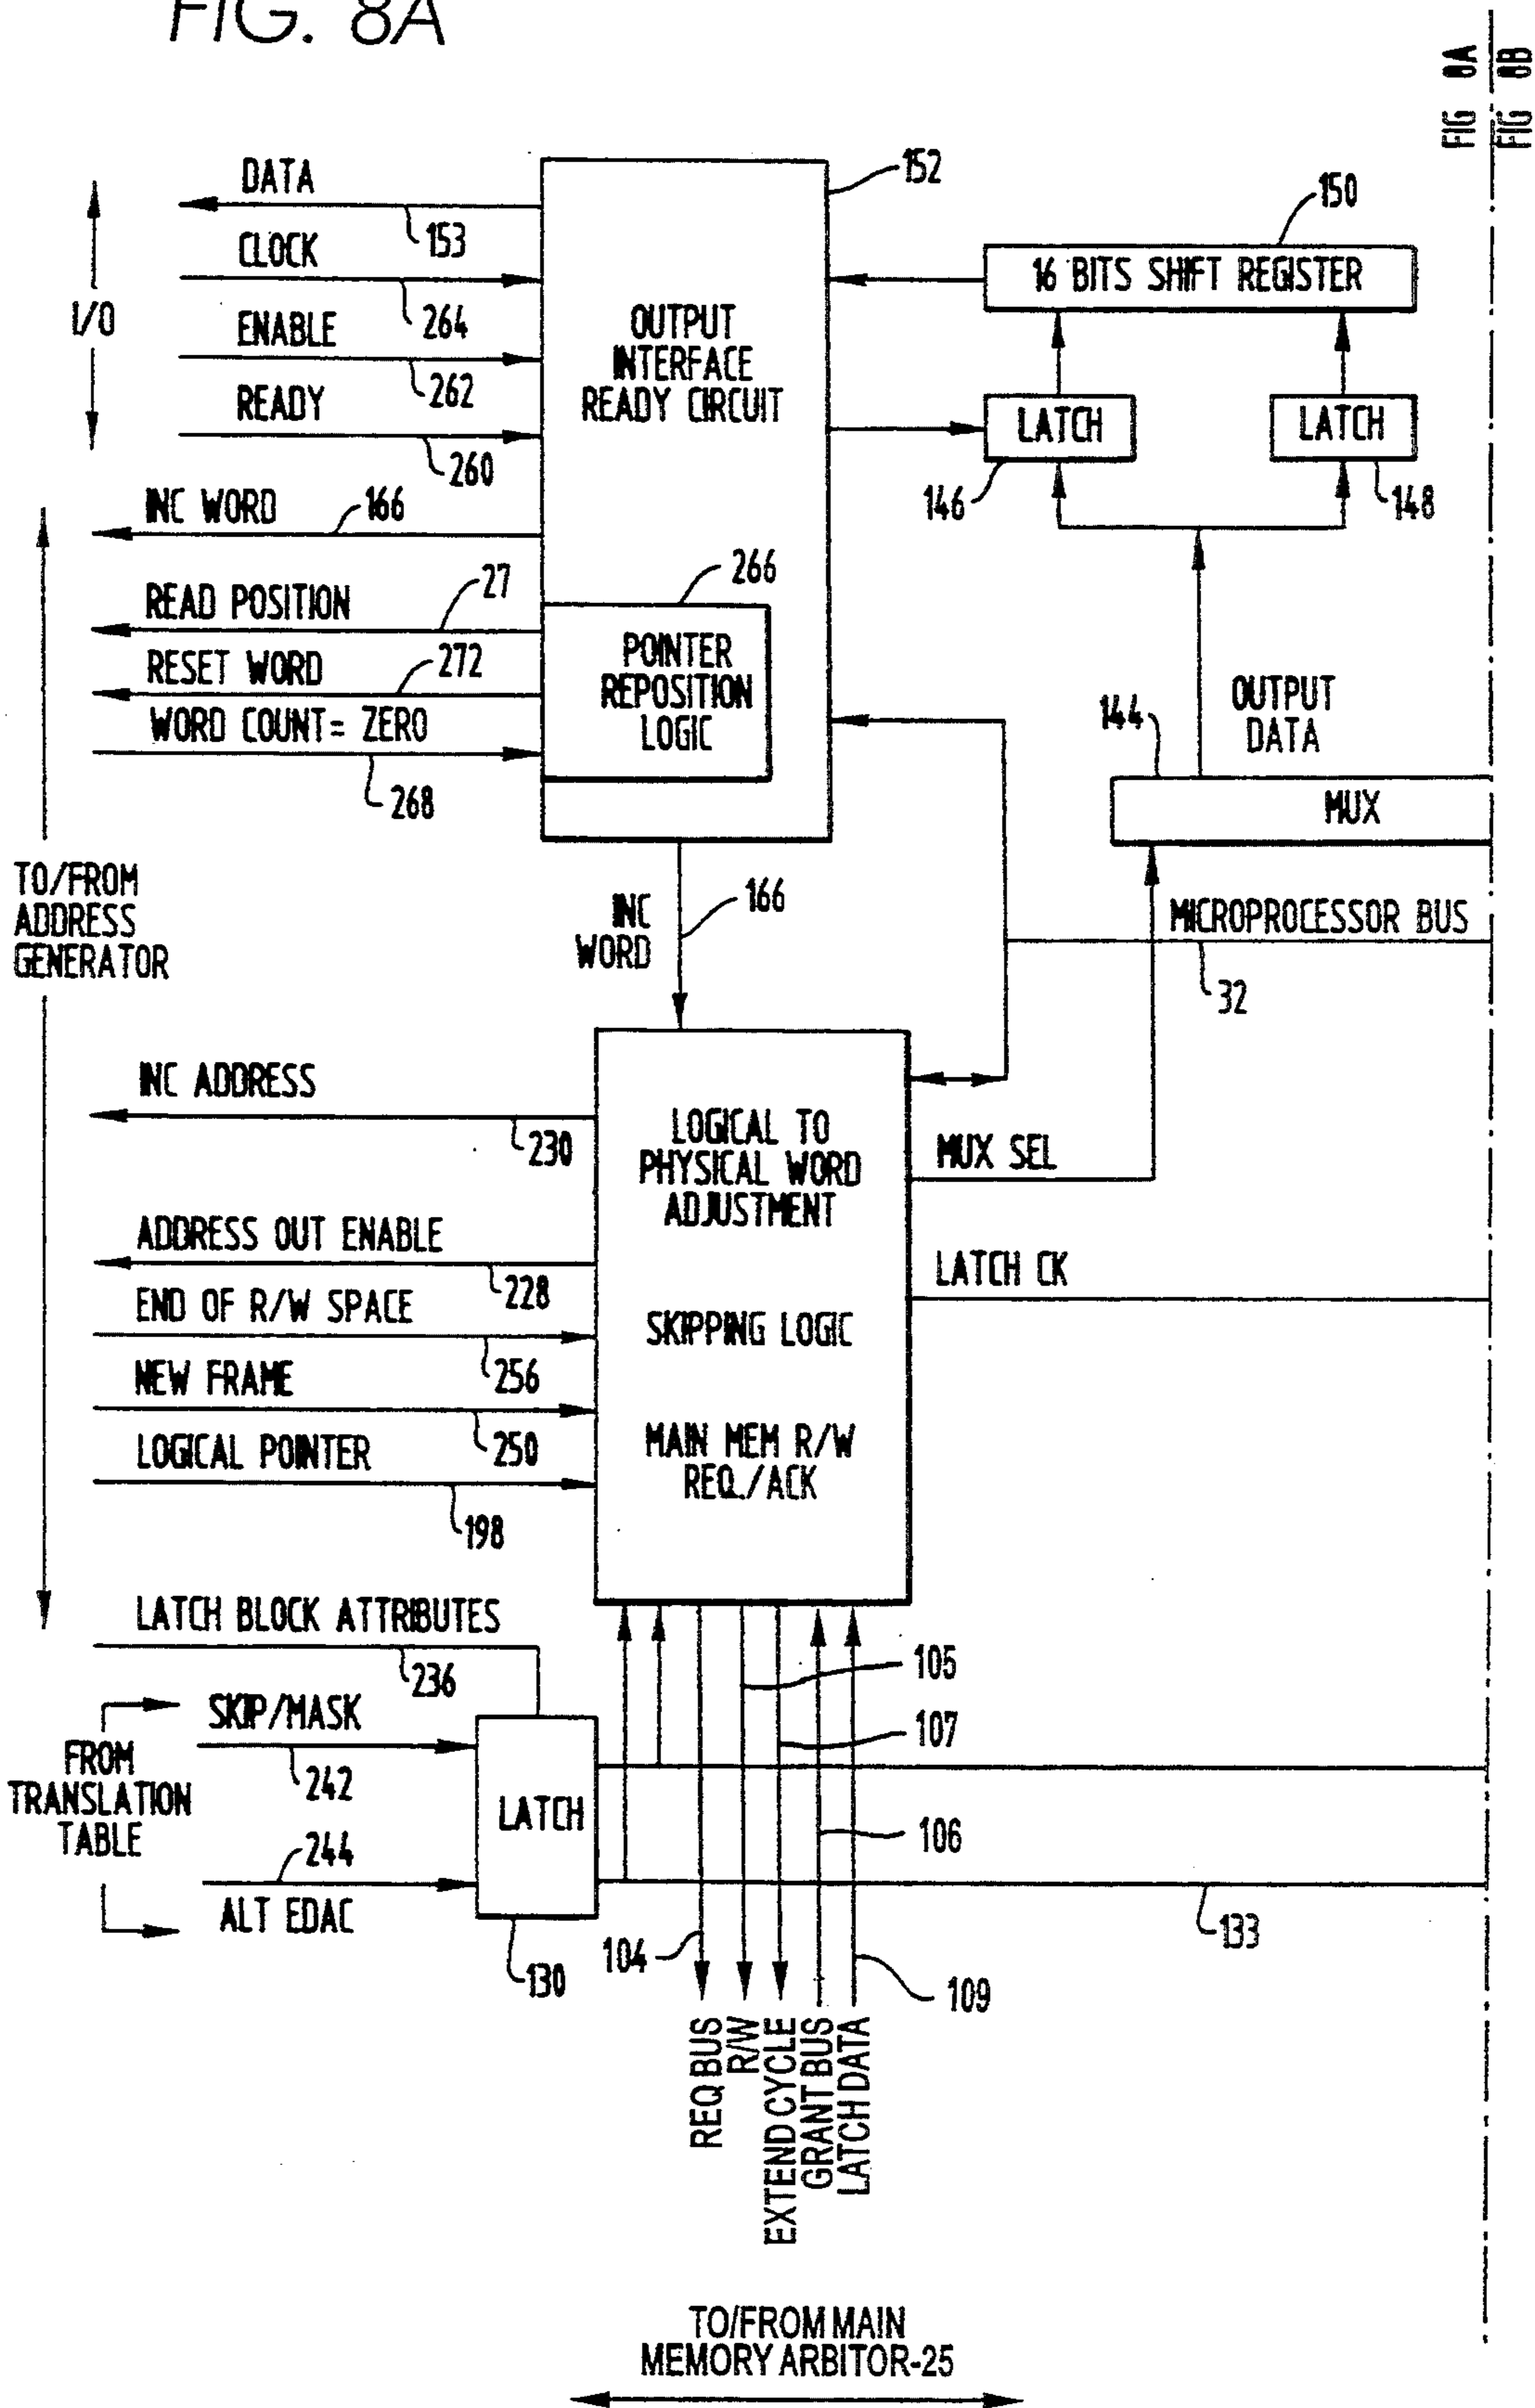 FIG. 8A
FIG 8A
FIG 8B
DATA
153
CLOCK
264
ENABLE
262
READY
260
I/O
152
OUTPUT
INTERFACE
READY CIRCUIT
150
16 BITS SHIFT REGISTER
LATCH
146
LATCH
148
INC WORD
166
READ POSITION
27
RESET WORD
272
WORD COUNT= ZERO
268
266
POINTER
REPOSITION
LOGIC
144
OUTPUT
DATA
MUX
TO/FROM
ADDRESS
GENERATOR
INC
WORD
166
MICROPROCESSOR BUS
32
INC ADDRESS
230
LOGICAL TO
PHYSICAL WORD
ADJUSTMENT
MUX SEL
ADDRESS OUT ENABLE
228
LATCH CK
END OF R/W SPACE
256
SKIPPING LOGIC
NEW FRAME
250
MAIN MEM R/W
REQ./ACK
LOGICAL POINTER
198
LATCH BLOCK ATTRIBUTES
236
SKIP/MASK
242
FROM
TRANSLATION
TABLE
244
ALT EDAC
LATCH
130
105
107
106
133
104
109
REQ BUS
R/W
EXTEND CYCLE
GRANT BUS
LATCH DATA
TO/FROM MAIN
MEMORY ARBITOR-25